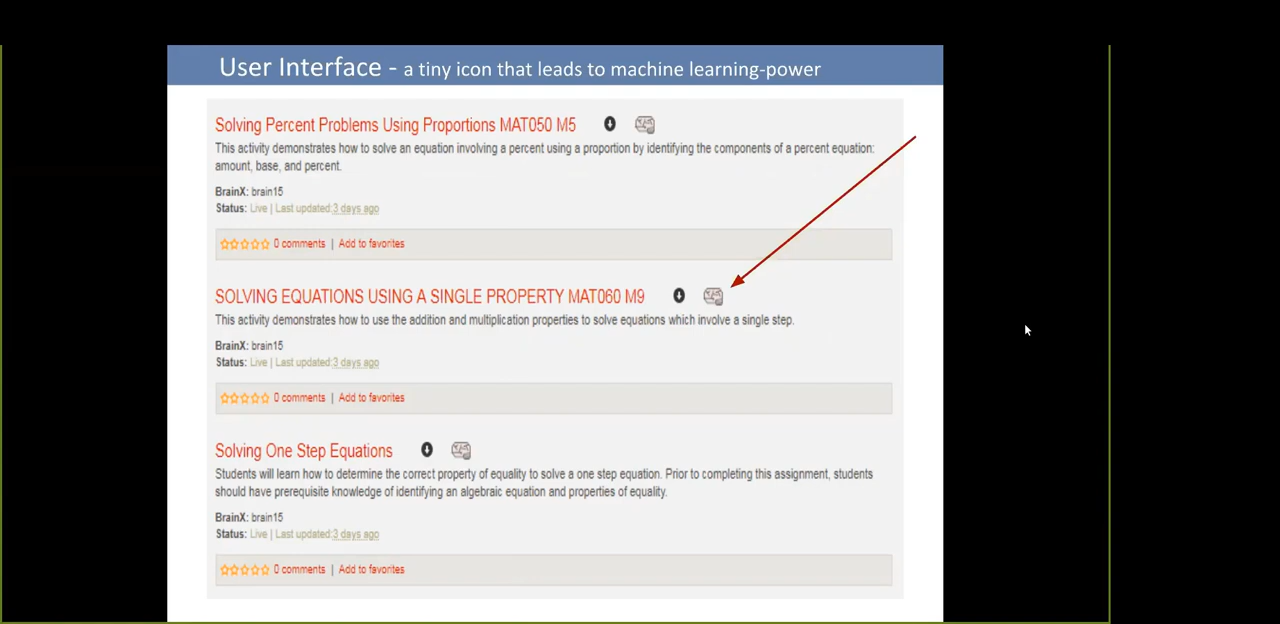 User Interface - a tiny icon that leads to machine learning-power
Solving Percent Problems Using Proportions MAT050 M5
This activity demonstrates how to solve an equation involving a percent using a proportion by identifying the components of a percent equation:
amount, base, and percent.
BrainX: brain15
Status: Live | Last updated:3 days ago
0 comments | Add to favorites
SOLVING EQUATIONS USING A SINGLE PROPERTY MAT060 M9
This activity demonstrates how to use the addition and multiplication properties to solve equations which involve a single step.
BrainX: brain15
Status: Live | Last updated:3 days ago
0 comments | Add to favorites
Solving One Step Equations
Students will learn how to determine the correct property of equality to solve a one step equation. Prior to completing this assignment, students
should have prerequisite knowledge of identifying an algebraic equation and properties of equality.
BrainX: brain15
Status: Live | Last updated:3 days ago
0 comments | Add to favorites